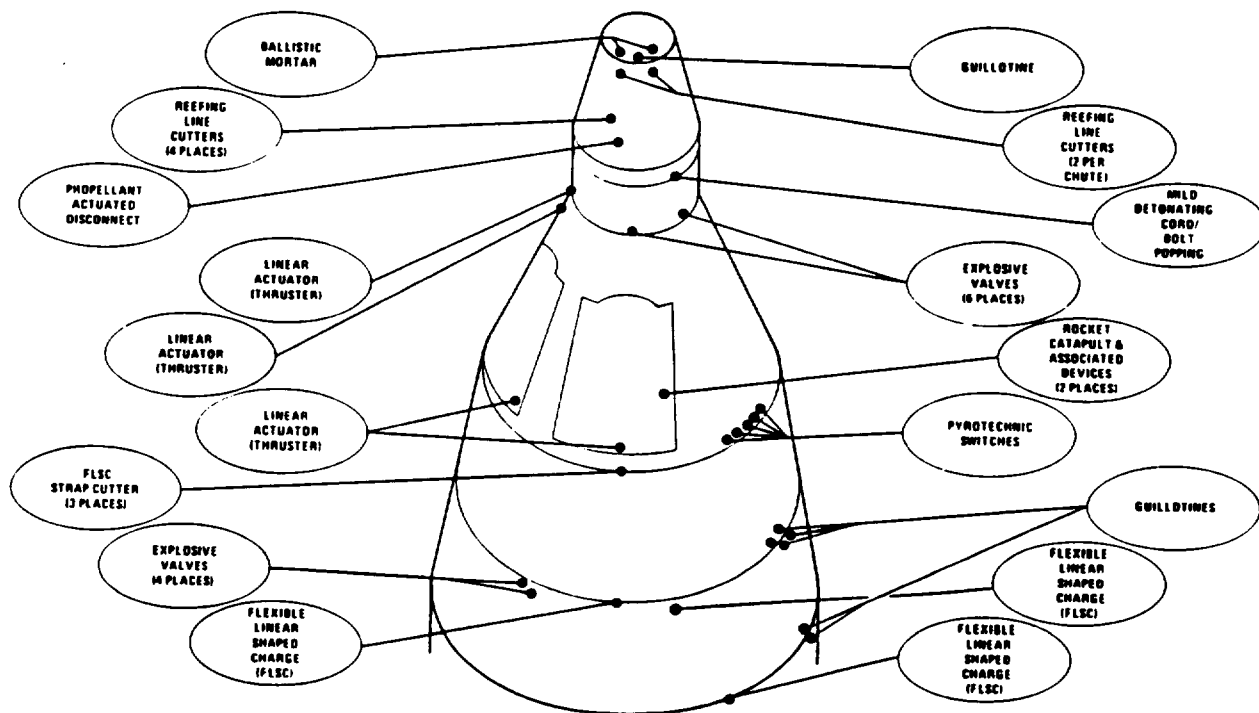 BALLISTIC
MORTAR
REEFING
LINE
CUTTERS
(4 PLACES)
PROPELLANT
ACTUATED
DISCONNECT
LINEAR
ACTUATOR
(THRUSTER)
LINEAR
ACTUATOR
(THRUSTER)
LINEAR
ACTUATOR
(THRUSTER)
FLSC
STRAP CUTTER
(3 PLACES)
EXPLOSIVE
VALVES
(4 PLACES)
FLEXIBLE
LINEAR
SHAPED
CHARGE
(FLSC)
GUILLOTINE
REEFING
LINE
CUTTERS
(2 PER
CHUTE)
MILD
DETONATING
CORD/
BOLT
POPPING
EXPLOSIVE
VALVES
(6 PLACES)
ROCKET
CATAPULT &
ASSOCIATED
DEVICES
(2 PLACES)
PYROTECHNIC
SWITCHES
GUILLOTINES
FLEXIBLE
LINEAR
SHAPED
CHARGE
(FLSC)
FLEXIBLE
LINEAR
SHAPED
CHARGE
(FLSC)